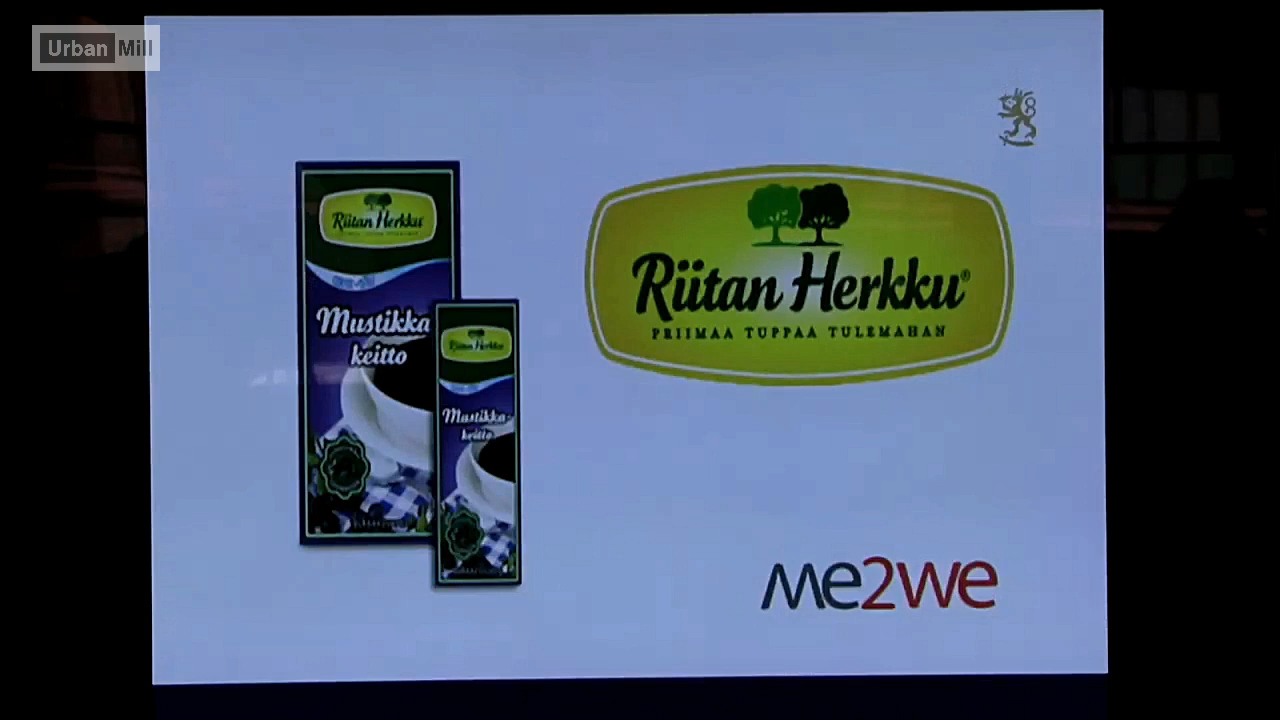 Urban Mill
Riitan Herkku
Mustikka
keitto
Riitan Herkku
Mustikka-
keitto
Riitan Herkku®
PRIIMAA TUPPAA TULEMAHAN
me2we